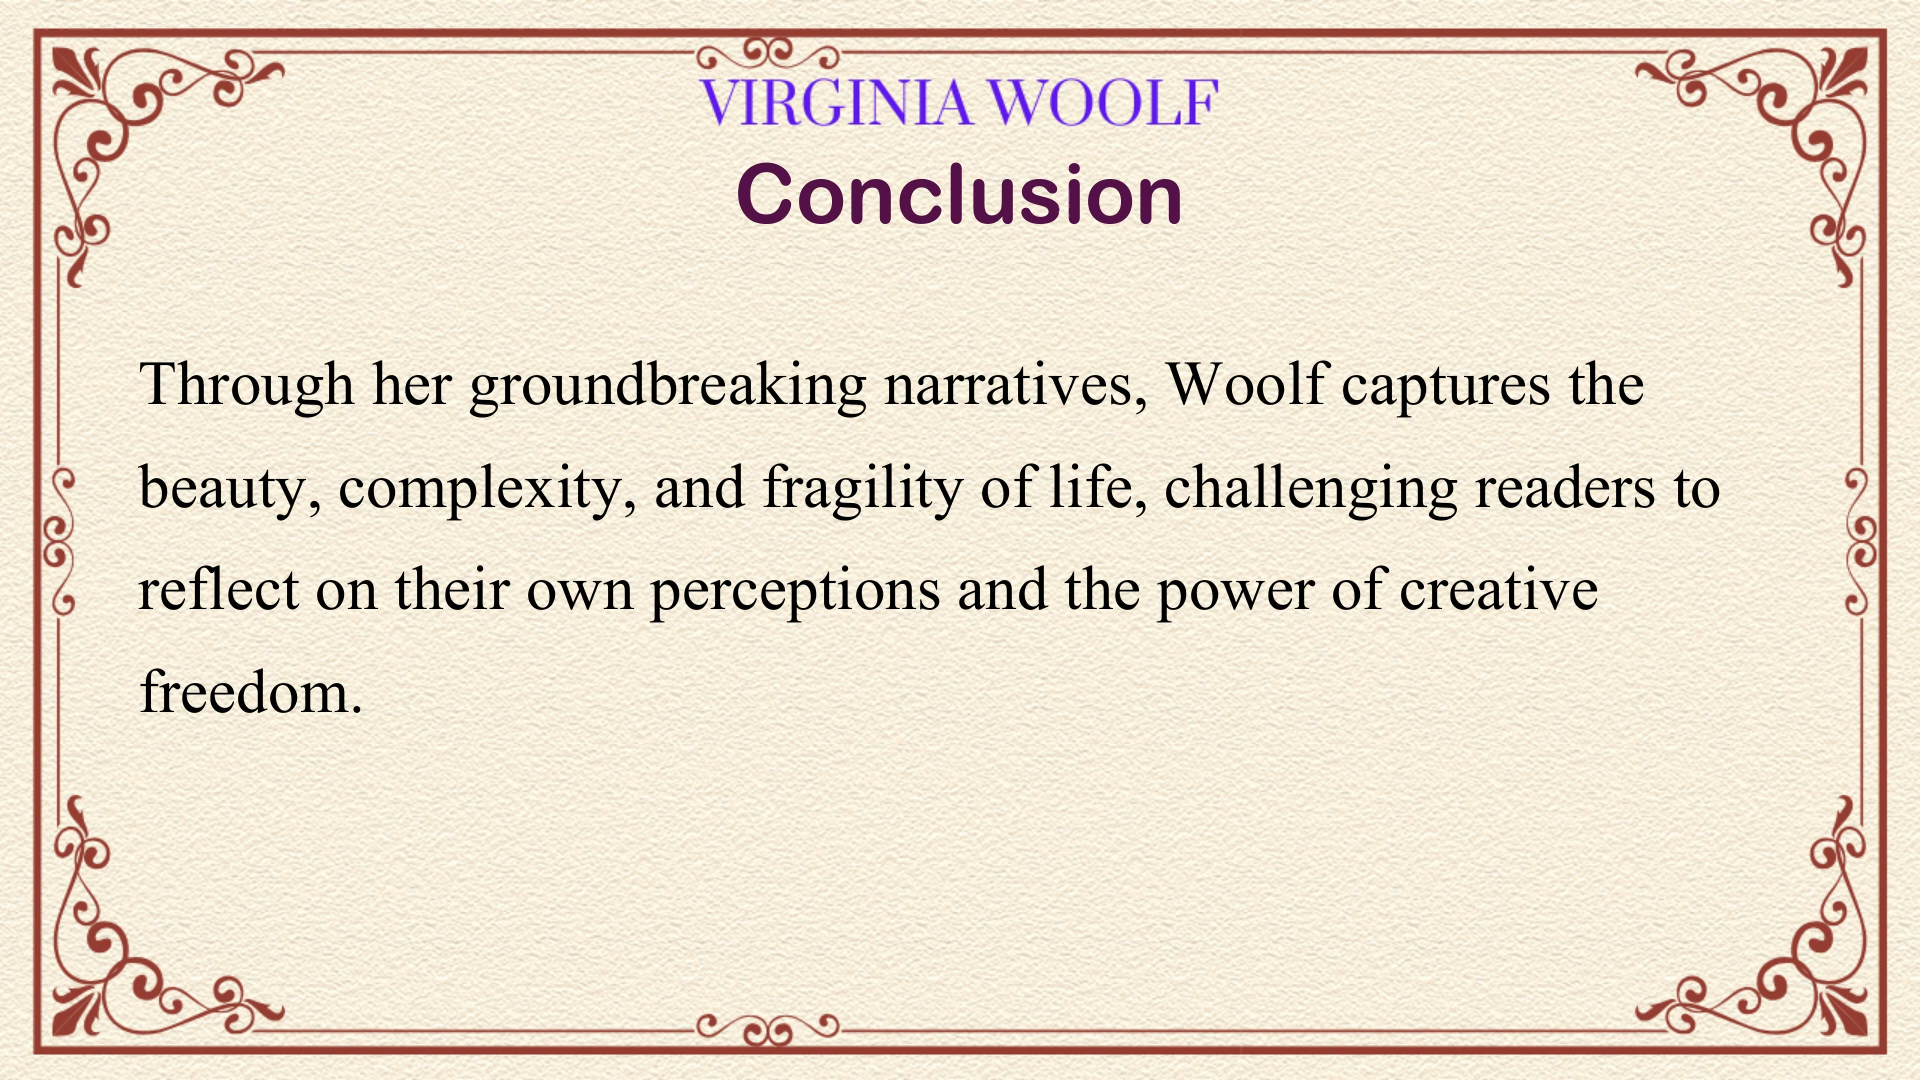 VIRGINIA WOOLF
Conclusion
Through her groundbreaking narratives, Woolf captures the
beauty, complexity, and fragility of life, challenging readers to
reflect on their own perceptions and the power of creative
freedom.